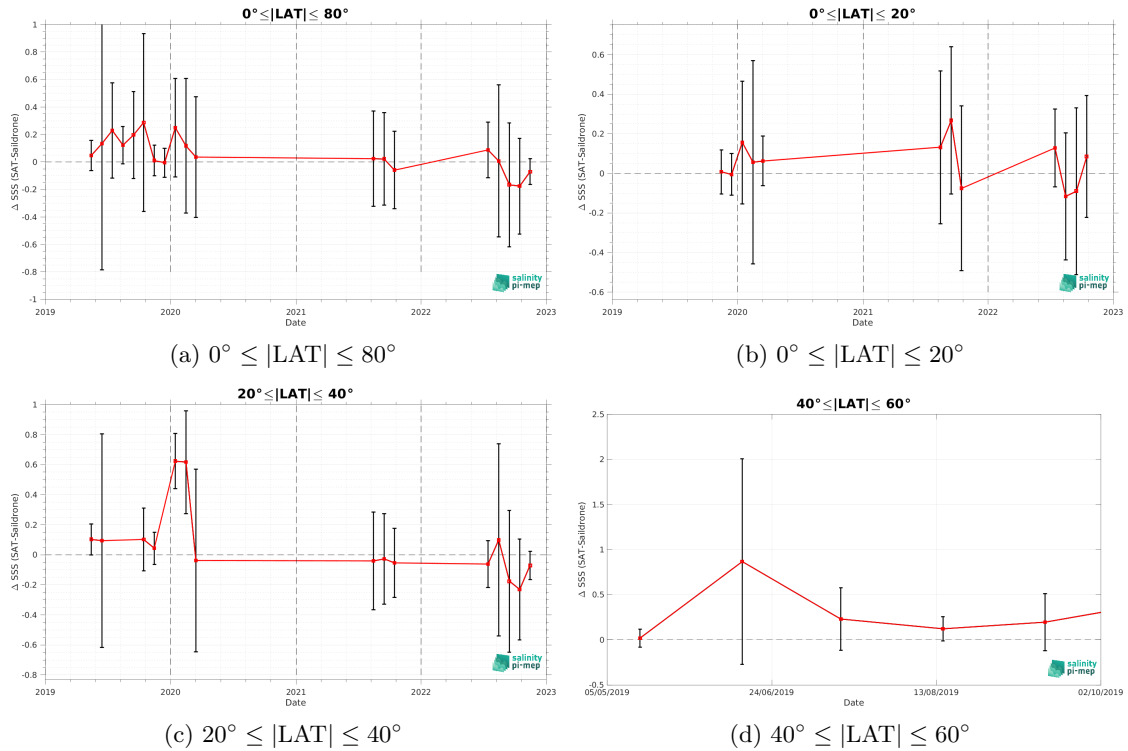 0°≤|LAT|≤ 80°
1
0.8
0.6
0.4
0.2
0
-0.2
-0.4
-0.6
-0.8
-1
Δ SSS (SAT-Saildrone)
2019
2020
2021
2022
2023
Date
salinity
pi-mep
(a) 0° ≤ |LAT| ≤ 80°
0°≤|LAT|≤ 20°
0.6
0.4
0.2
0
-0.2
-0.4
-0.6
Δ SSS (SAT-Saildrone)
2019
2020
2021
2022
2023
Date
salinity
pi-mep
(b) 0° ≤ |LAT| ≤ 20°
20°≤|LAT|≤ 40°
1
0.8
0.6
0.4
0.2
0
-0.2
-0.4
-0.6
-0.8
Δ SSS (SAT-Saildrone)
2019
2020
2021
2022
2023
Date
salinity
pi-mep
(c) 20° ≤ |LAT| ≤ 40°
40°≤|LAT|≤ 60°
2.5
2
1.5
1
0.5
0
-0.5
Δ SSS (SAT-Saildrone)
05/05/2019
24/06/2019
13/08/2019
02/10/2019
Date
salinity
pi-mep
(d) 40° ≤ |LAT| ≤ 60°